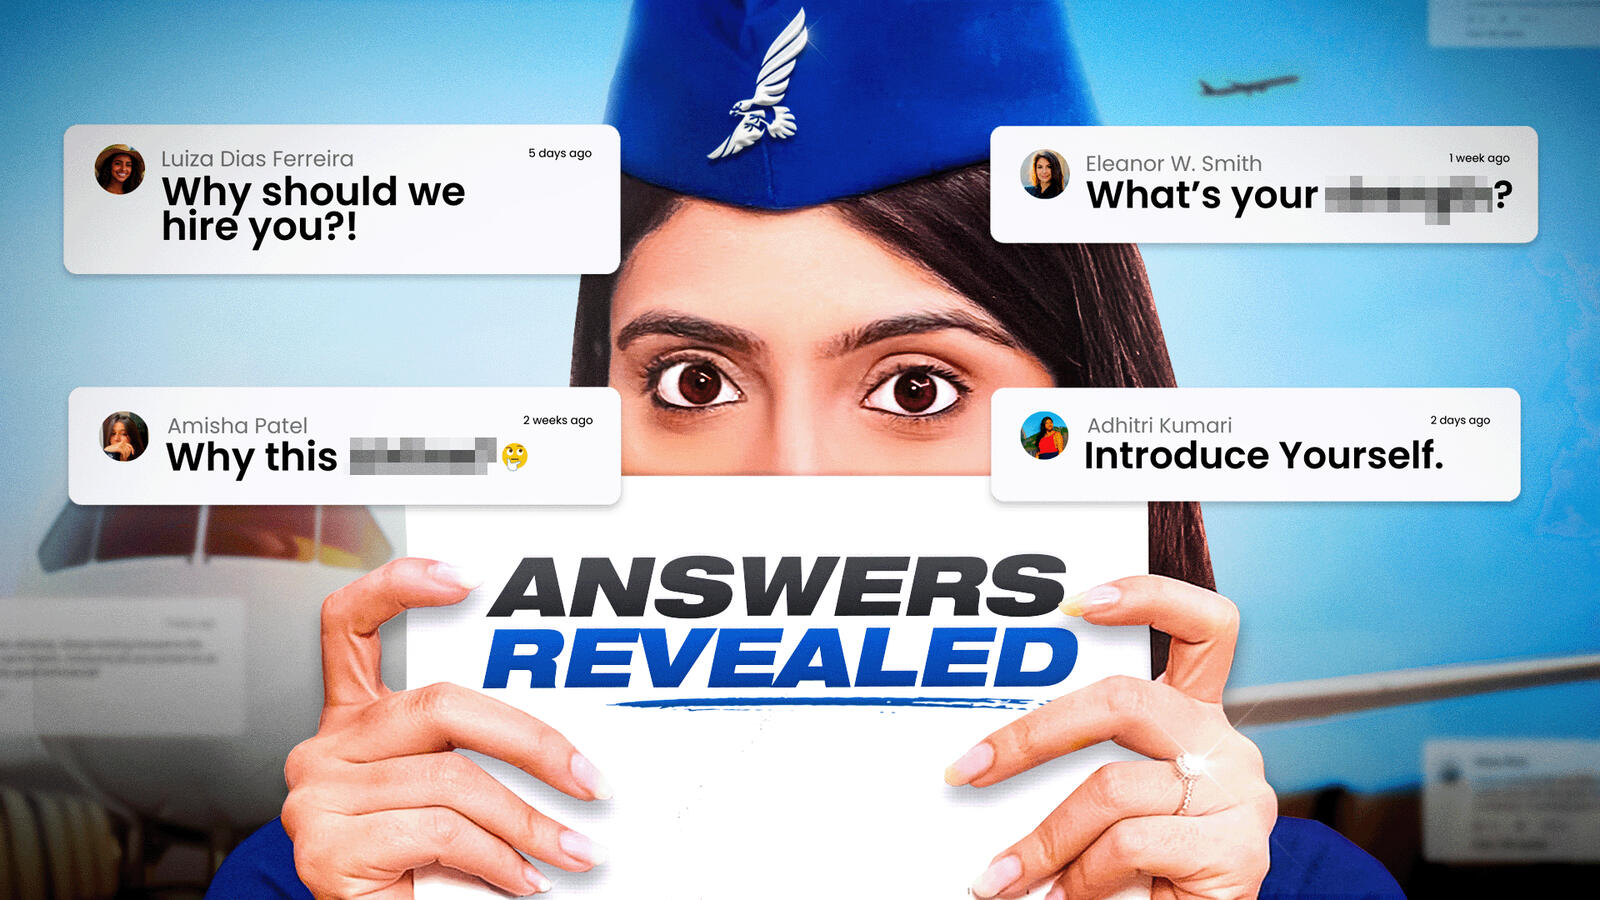 Luiza Dias Ferreira
5 days ago
Why should we
hire you?!
Eleanor W. Smith
1 week ago
What's your ?
Amisha Patel
2 weeks ago
Why this 🤔
Adhitri Kumari
2 days ago
Introduce Yourself.
ANSWERS
REVEALED